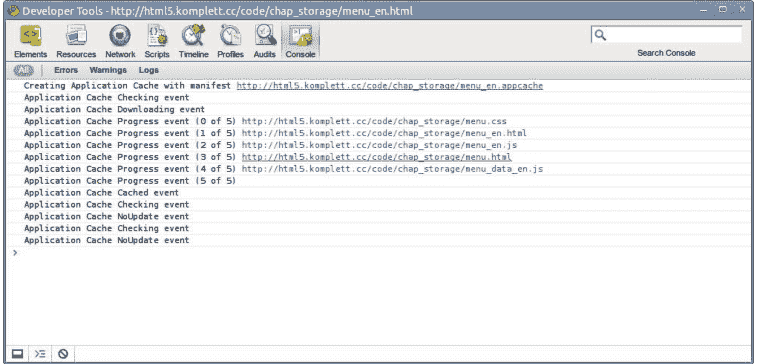 Developer Tools - http://html5.komplett.cc/code/chap_storage/menu_en.html
Elements Resources Network Scripts Timeline Profiles Audits Console Search Console
All Errors Warnings Logs
Creating Application Cache with manifest http://html5.komplett.cc/code/chap_storage/menu_en.appcache
Application Cache Checking event
Application Cache Downloading event
Application Cache Progress event (0 of 5) http://html5.komplett.cc/code/chap_storage/menu.css
Application Cache Progress event (1 of 5) http://html5.komplett.cc/code/chap_storage/menu_en.html
Application Cache Progress event (2 of 5) http://html5.komplett.cc/code/chap_storage/menu_en.js
Application Cache Progress event (3 of 5) http://html5.komplett.cc/code/chap_storage/menu.html
Application Cache Progress event (4 of 5) http://html5.komplett.cc/code/chap_storage/menu_data_en.js
Application Cache Progress event (5 of 5)
Application Cache Cached event
Application Cache Checking event
Application Cache NoUpdate event
Application Cache Checking event
Application Cache NoUpdate event
>